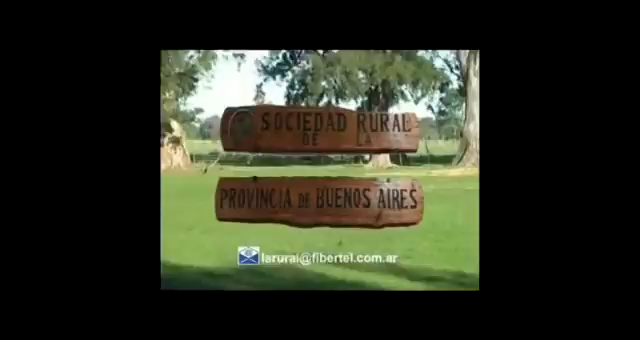 SOCIEDAD RURAL
DE LA
PROVINCIA DE BUENOS AIRES
larural@fibertel.com.ar